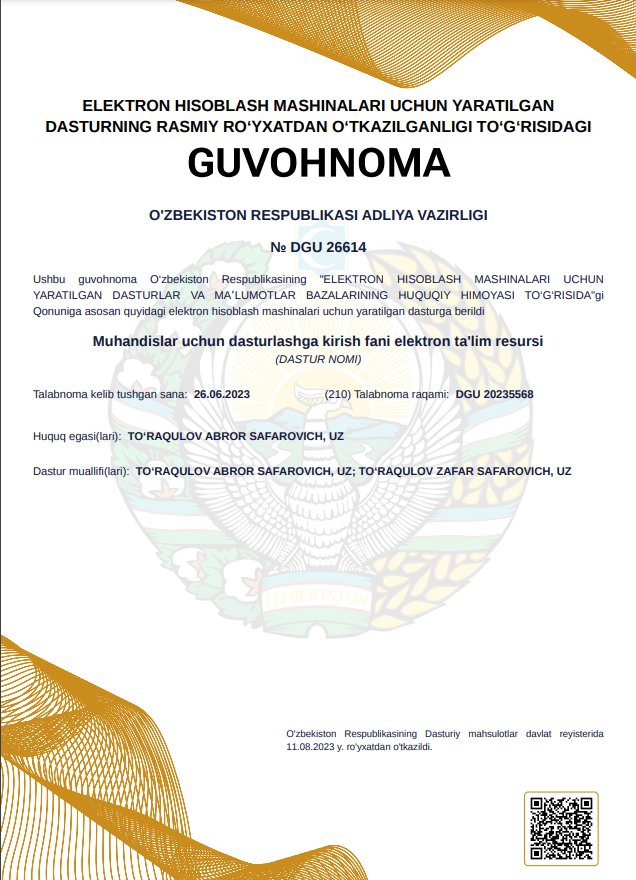 ELEKTRON HISOBLASH MASHINALARI UCHUN YARATILGAN
DASTURNING RASMIY RO‘YXATDAN O‘TKAZILGANLIGI TO‘G‘RISIDAGI
GUVOHNOMA
O'ZBEKISTON RESPUBLIKASI ADLIYA VAZIRLIGI
№ DGU 26614
Ushbu guvohnoma O‘zbekiston Respublikasining "ELEKTRON HISOBLASH MASHINALARI UCHUN
YARATILGAN DASTURLAR VA MA’LUMOTLAR BAZALARINING HUQUQIY HIMOYASI TO‘G‘RISIDA"gi
Qonuniga asosan quyidagi elektron hisoblash mashinalari uchun yaratilgan dasturga berildi
Muhandislar uchun dasturlashga kirish fani elektron ta'lim resursi
(DASTUR NOMI)
Talabnoma kelib tushgan sana: 26.06.2023 (210) Talabnoma raqami: DGU 20235568
Huquq egasi(lari): TO‘RAQULOV ABROR SAFAROVICH, UZ
Dastur muallifi(lari): TO‘RAQULOV ABROR SAFAROVICH, UZ; TO‘RAQULOV ZAFAR SAFAROVICH, UZ
O'ZBEKISTON
O'zbekiston Respublikasining Dasturiy mahsulotlar davlat reyisterida
11.08.2023 y. ro'yxatdan o'tkazildi.